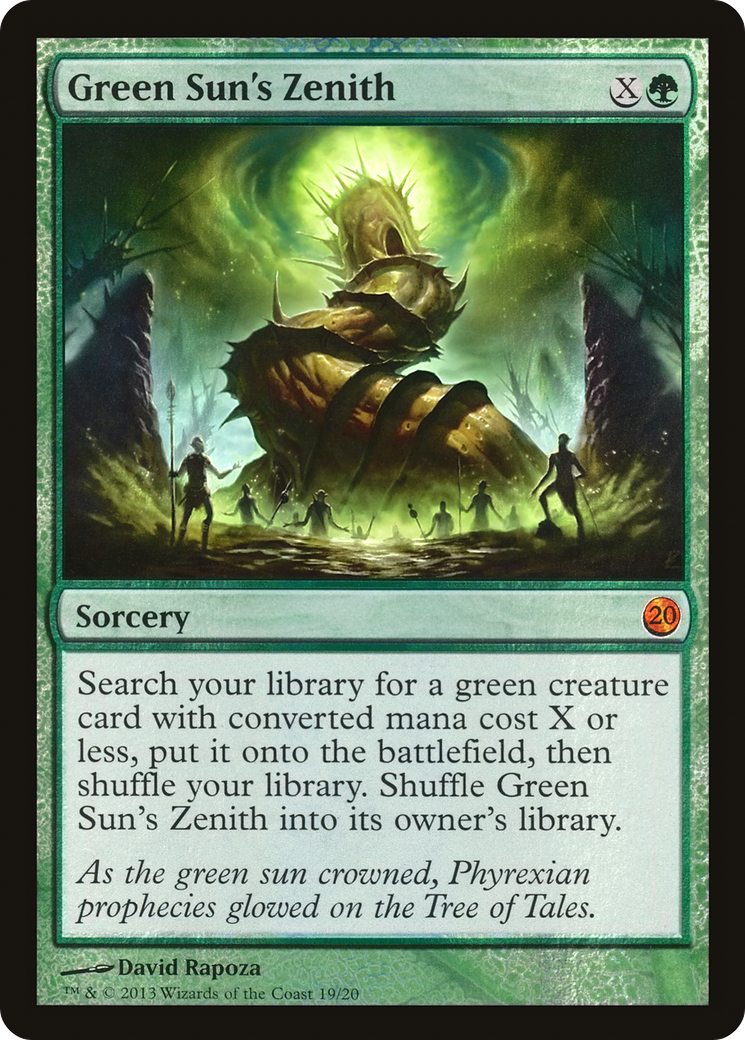 Green Sun's Zenith X
Sorcery 20
Search your library for a green creature
card with converted mana cost X or
less, put it onto the battlefield, then
shuffle your library. Shuffle Green
Sun's Zenith into its owner's library.
As the green sun crowned, Phyrexian
prophecies glowed on the Tree of Tales.
David Rapoza
™ & © 2013 Wizards of the Coast 19/20